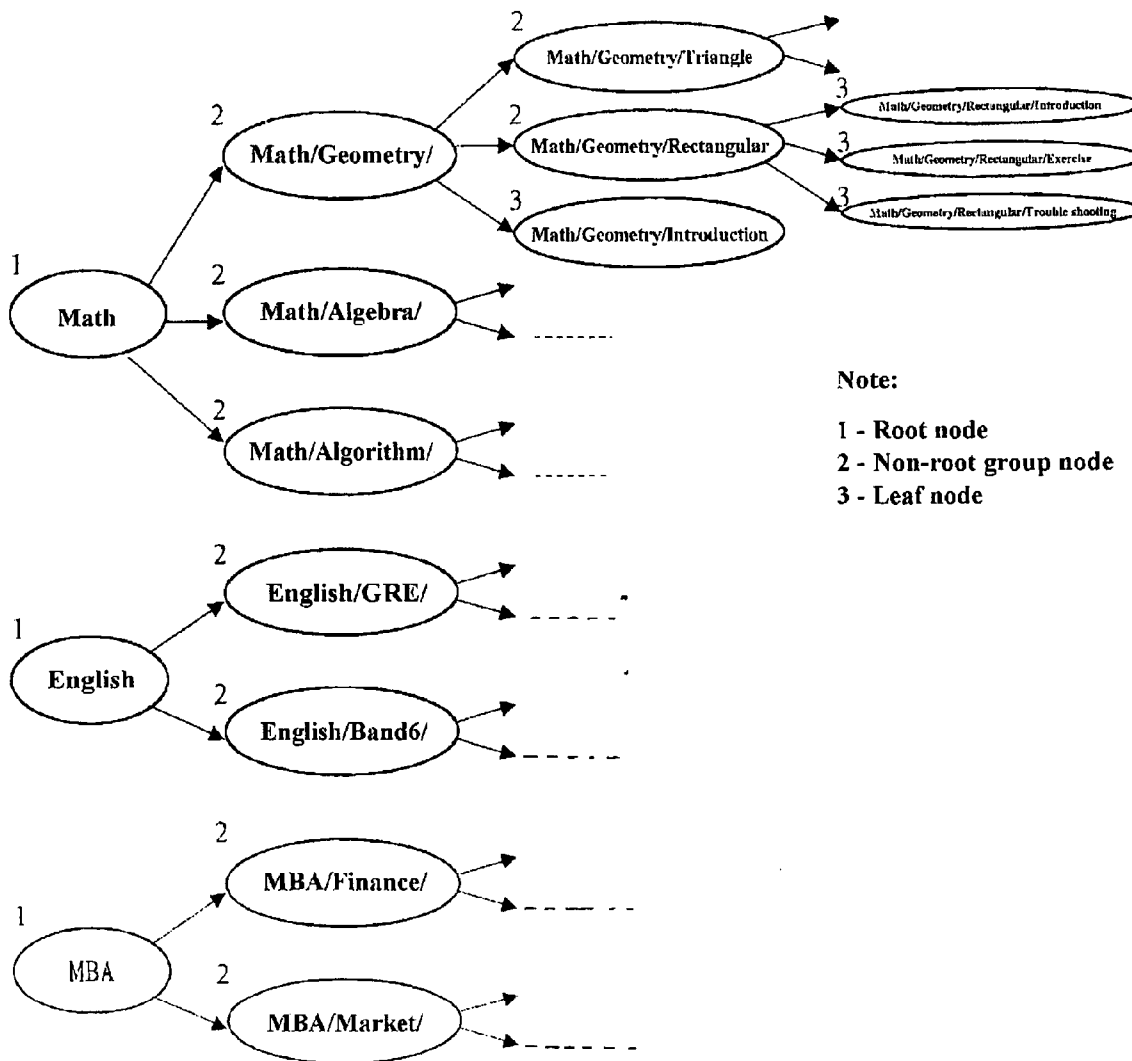 2
Math/Geometry/Triangle
3
Math/Geometry/Rectangular/Introduction
2
Math/Geometry/
2
Math/Geometry/Rectangular
3
Math/Geometry/Rectangular/Exercise
3
Math/Geometry/Introduction
3
Math/Geometry/Rectangular/Trouble shooting
1
Math
2
Math/Algebra/
2
Math/Algorithm/
Note:
1 - Root node
2 - Non-root group node
3 - Leaf node
1
English
2
English/GRE/
2
English/Band6/
1
MBA
2
MBA/Finance/
2
MBA/Market/